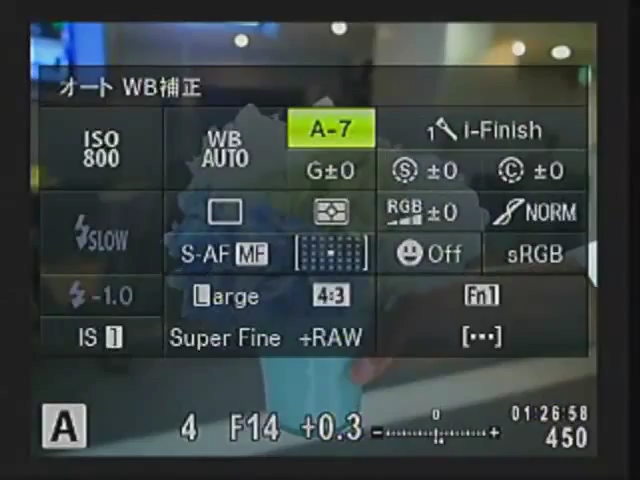 オート WB補正
ISO 800
WB AUTO
A-7
1 i-Finish
G±0
S ±0
C ±0
SLOW
RGB ±0
NORM
S-AF MF
Off
sRGB
-1.0
Large
4:3
Fn1
IS 1
Super Fine +RAW
[···]
A 4 F14 +0.3
- 0 +
01:26:58
450